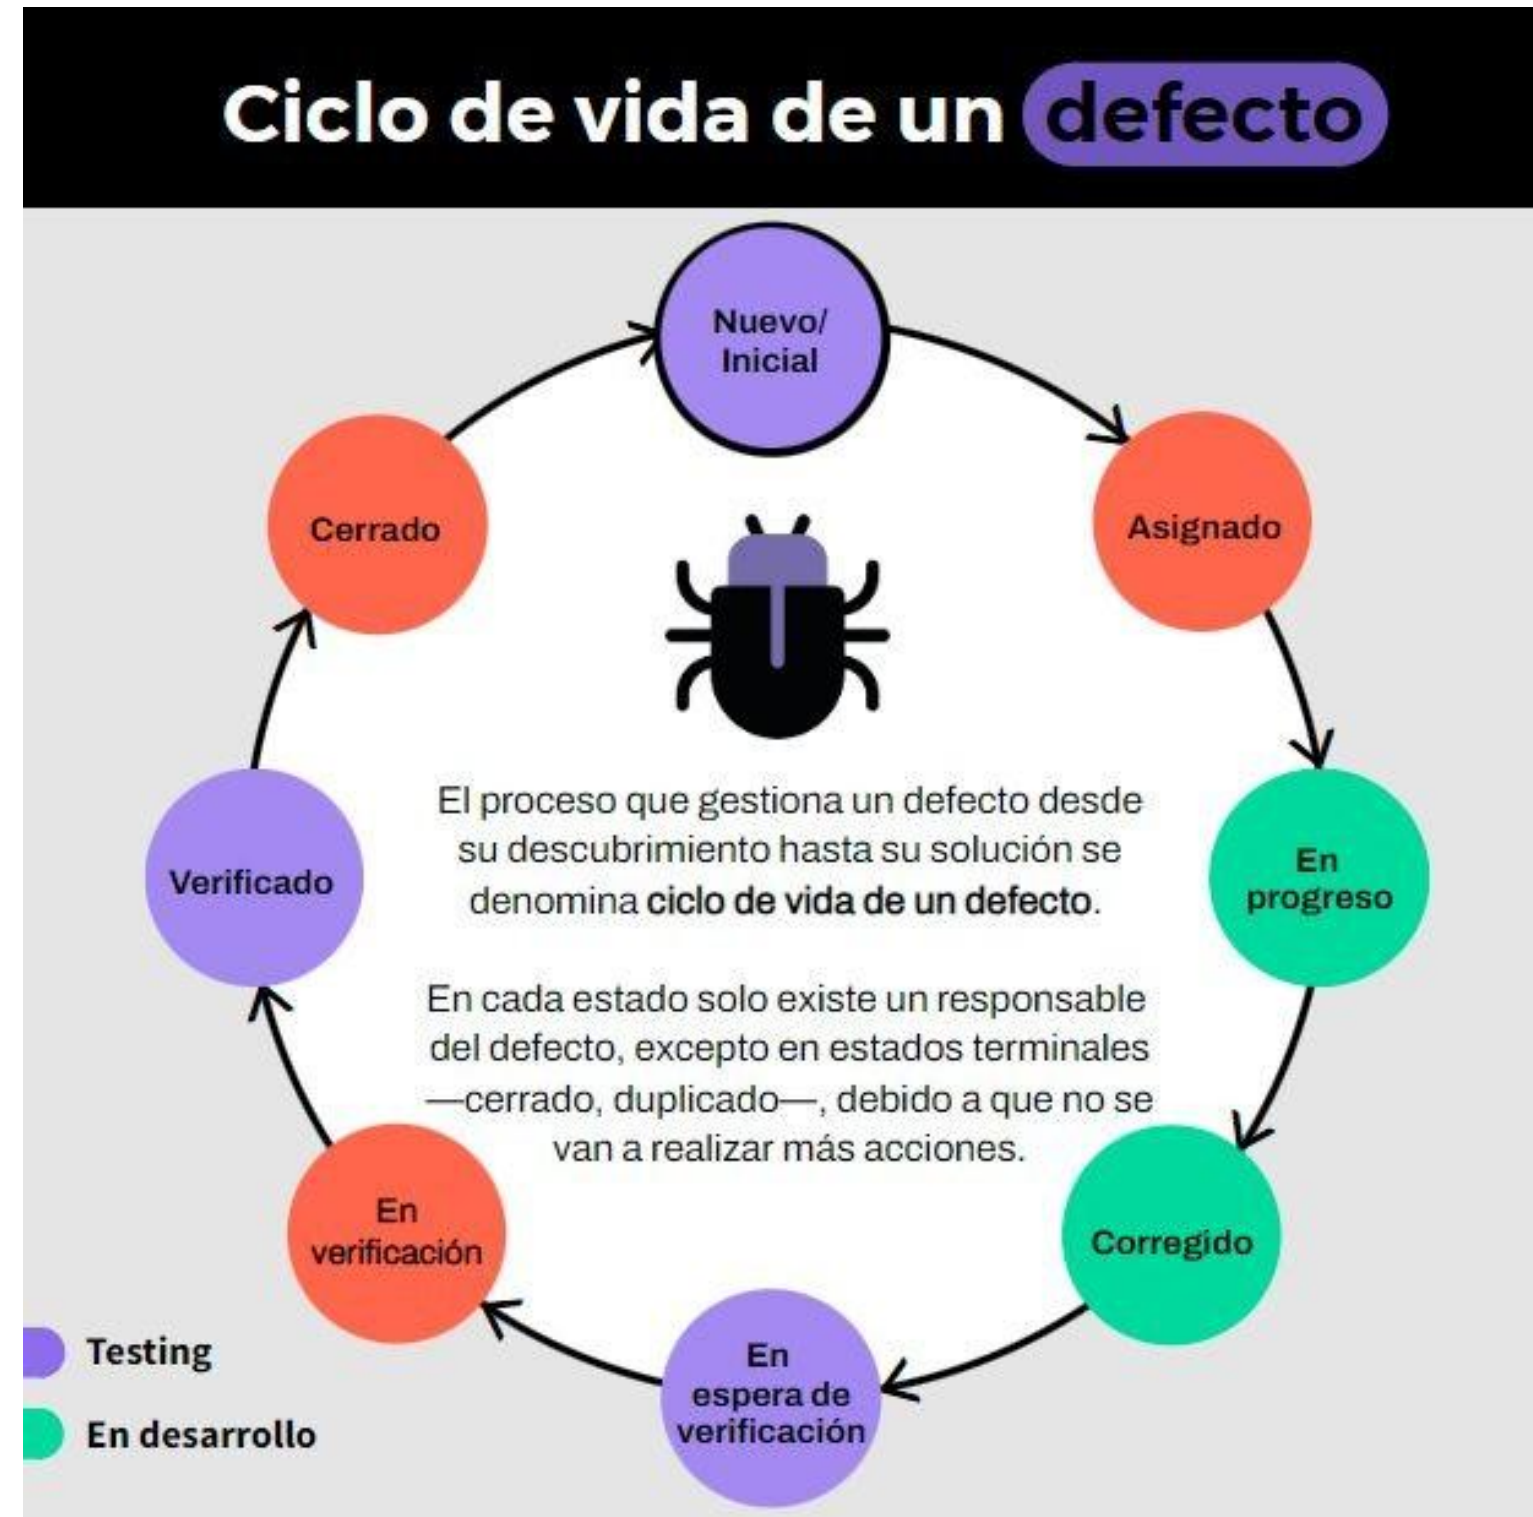 Ciclo de vida de un defecto
Nuevo/
Inicial
Asignado
En
progreso
Corregido
En
espera de
verificación
En
verificación
Verificado
Cerrado
El proceso que gestiona un defecto desde
su descubrimiento hasta su solución se
denomina ciclo de vida de un defecto.
En cada estado solo existe un responsable
del defecto, excepto en estados terminales
—cerrado, duplicado—, debido a que no se
van a realizar más acciones.
Testing
En desarrollo